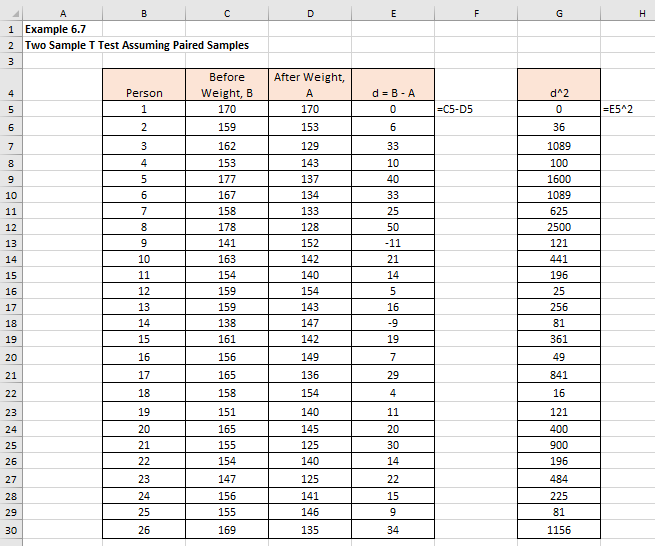 A B C D E F G H
1 Example 6.7
2 Two Sample T Test Assuming Paired Samples
3
Before After Weight,
4 Person Weight, B A d = B - A d^2
5 1 170 170 0 =C5-D5 0 =E5^2
6 2 159 153 6 36
7 3 162 129 33 1089
8 4 153 143 10 100
9 5 177 137 40 1600
10 6 167 134 33 1089
11 7 158 133 25 625
12 8 178 128 50 2500
13 9 141 152 -11 121
14 10 163 142 21 441
15 11 154 140 14 196
16 12 159 154 5 25
17 13 159 143 16 256
18 14 138 147 -9 81
19 15 161 142 19 361
20 16 156 149 7 49
21 17 165 136 29 841
22 18 158 154 4 16
23 19 151 140 11 121
24 20 165 145 20 400
25 21 155 125 30 900
26 22 154 140 14 196
27 23 147 125 22 484
28 24 156 141 15 225
29 25 155 146 9 81
30 26 169 135 34 1156